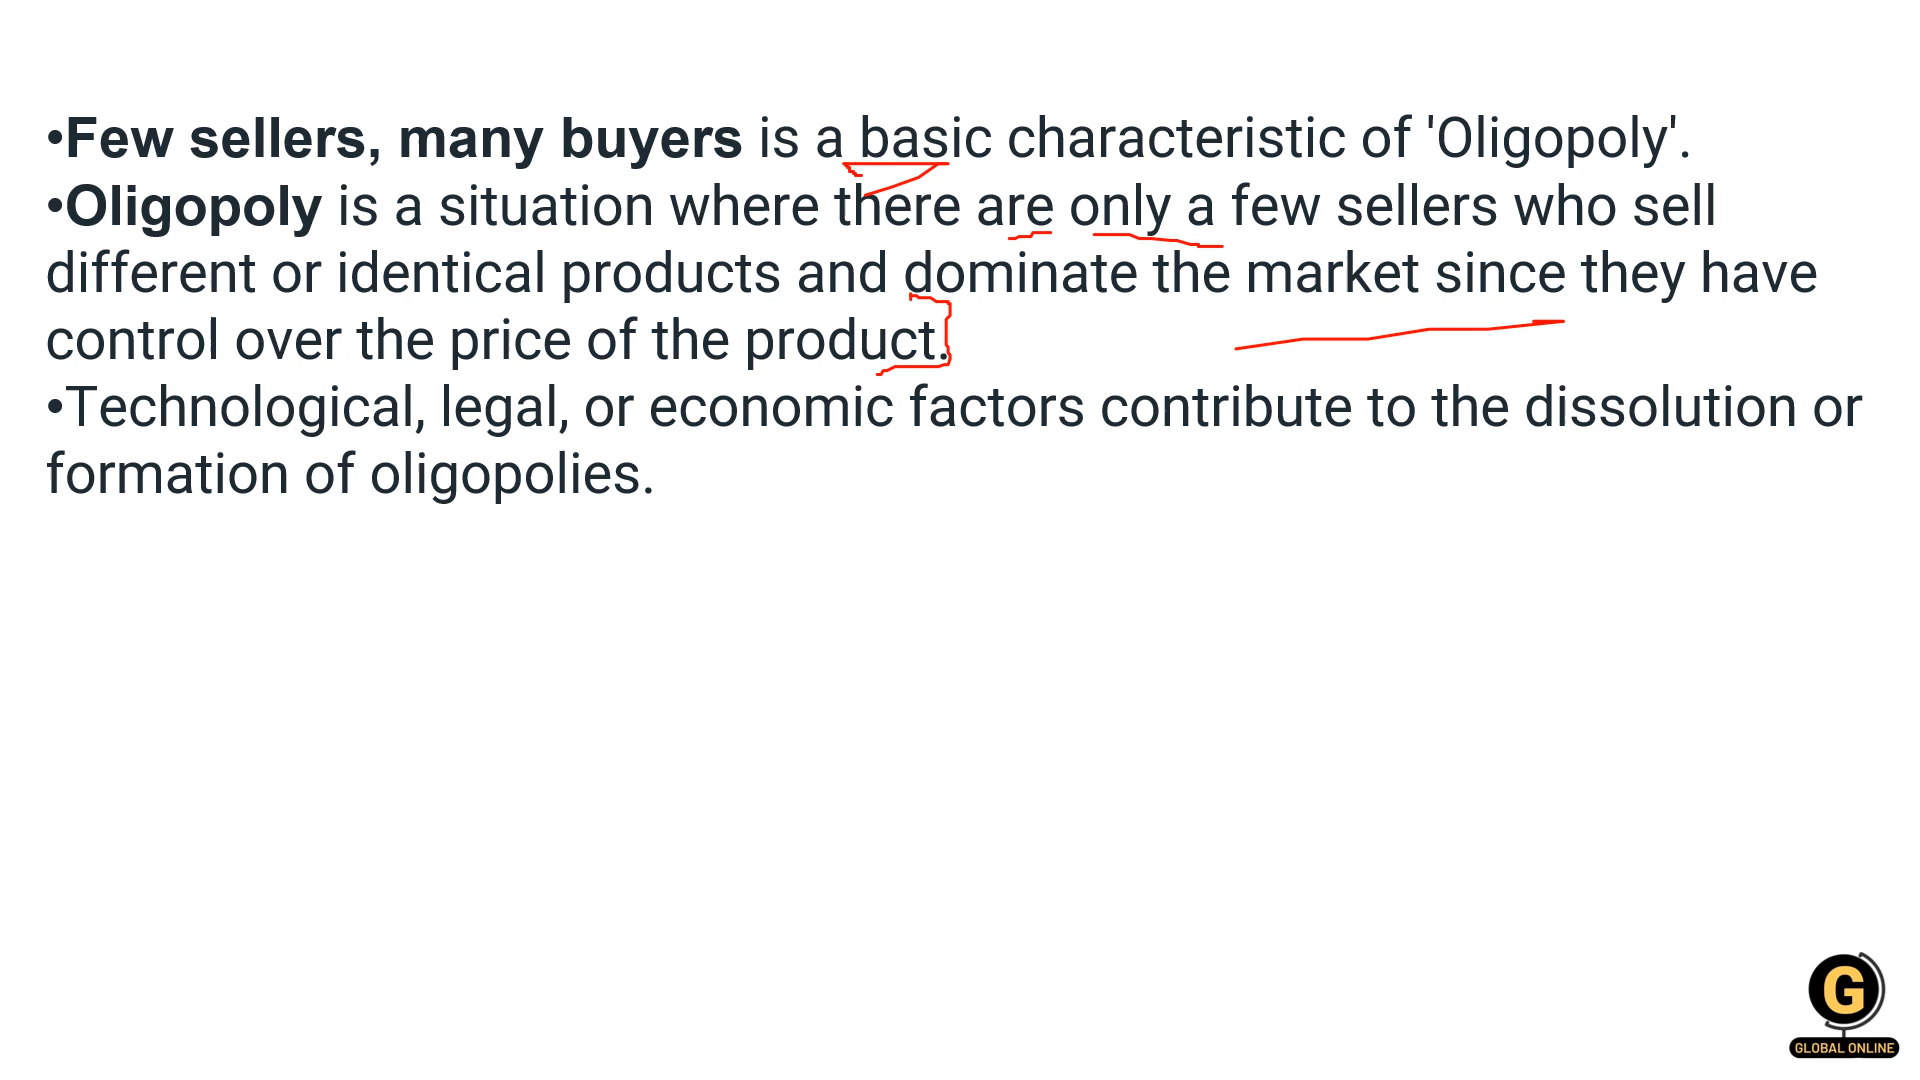 •Few sellers, many buyers is a basic characteristic of 'Oligopoly'.
•Oligopoly is a situation where there are only a few sellers who sell
different or identical products and dominate the market since they have
control over the price of the product.
•Technological, legal, or economic factors contribute to the dissolution or
formation of oligopolies.
G
GLOBAL ONLINE